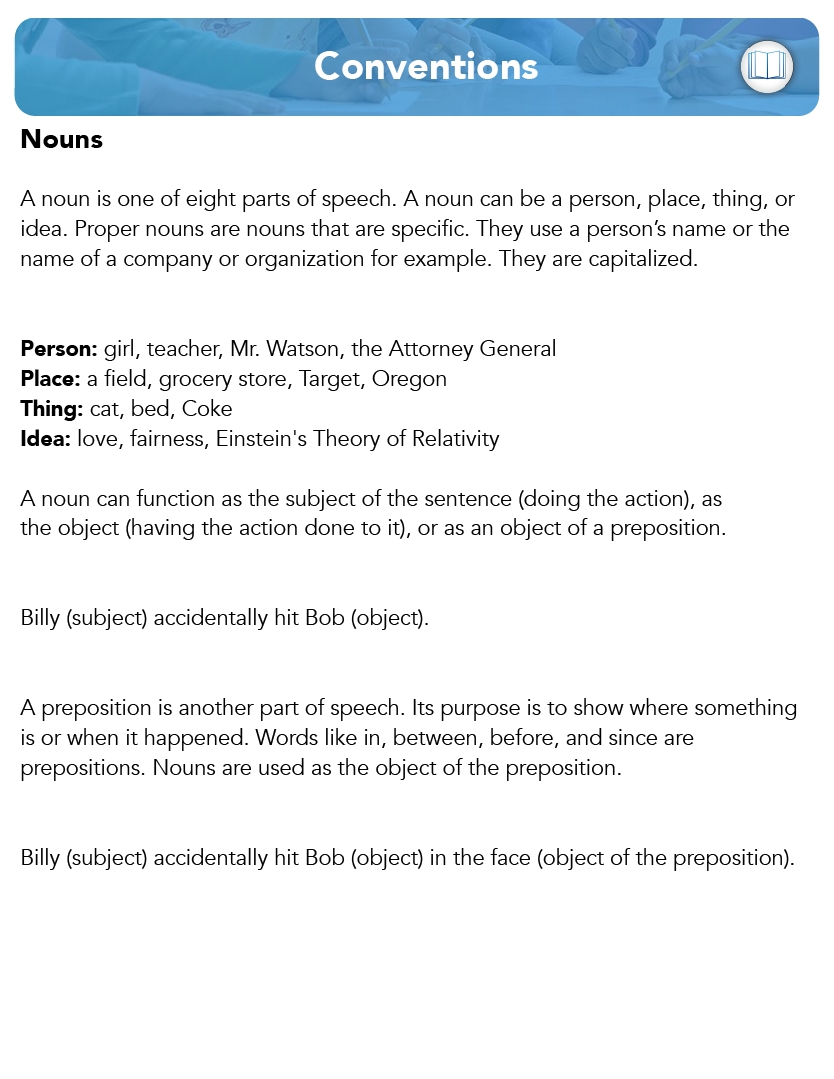 Conventions
Nouns
A noun is one of eight parts of speech. A noun can be a person, place, thing, or
idea. Proper nouns are nouns that are specific. They use a person’s name or the
name of a company or organization for example. They are capitalized.
Person: girl, teacher, Mr. Watson, the Attorney General
Place: a field, grocery store, Target, Oregon
Thing: cat, bed, Coke
Idea: love, fairness, Einstein's Theory of Relativity
A noun can function as the subject of the sentence (doing the action), as
the object (having the action done to it), or as an object of a preposition.
Billy (subject) accidentally hit Bob (object).
A preposition is another part of speech. Its purpose is to show where something
is or when it happened. Words like in, between, before, and since are
prepositions. Nouns are used as the object of the preposition.
Billy (subject) accidentally hit Bob (object) in the face (object of the preposition).